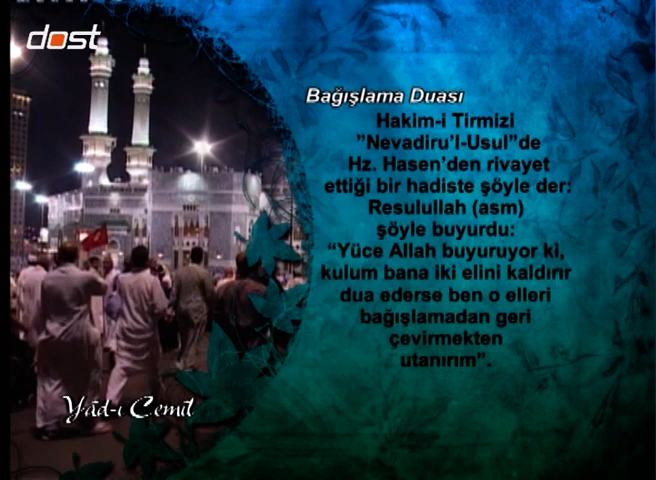 dost
Bağışlama Duası
Hakim-i Tirmizi
”Nevadiru’l-Usul”de
Hz. Hasen’den rivayet
ettiği bir hadiste şöyle der:
Resulullah (asm)
şöyle buyurdu:
“Yüce Allah buyuruyor ki,
kulum bana iki elini kaldırır
dua ederse ben o elleri
bağışlamadan geri
çevirmekten
utanırım”.
Yâd-ı Cemil